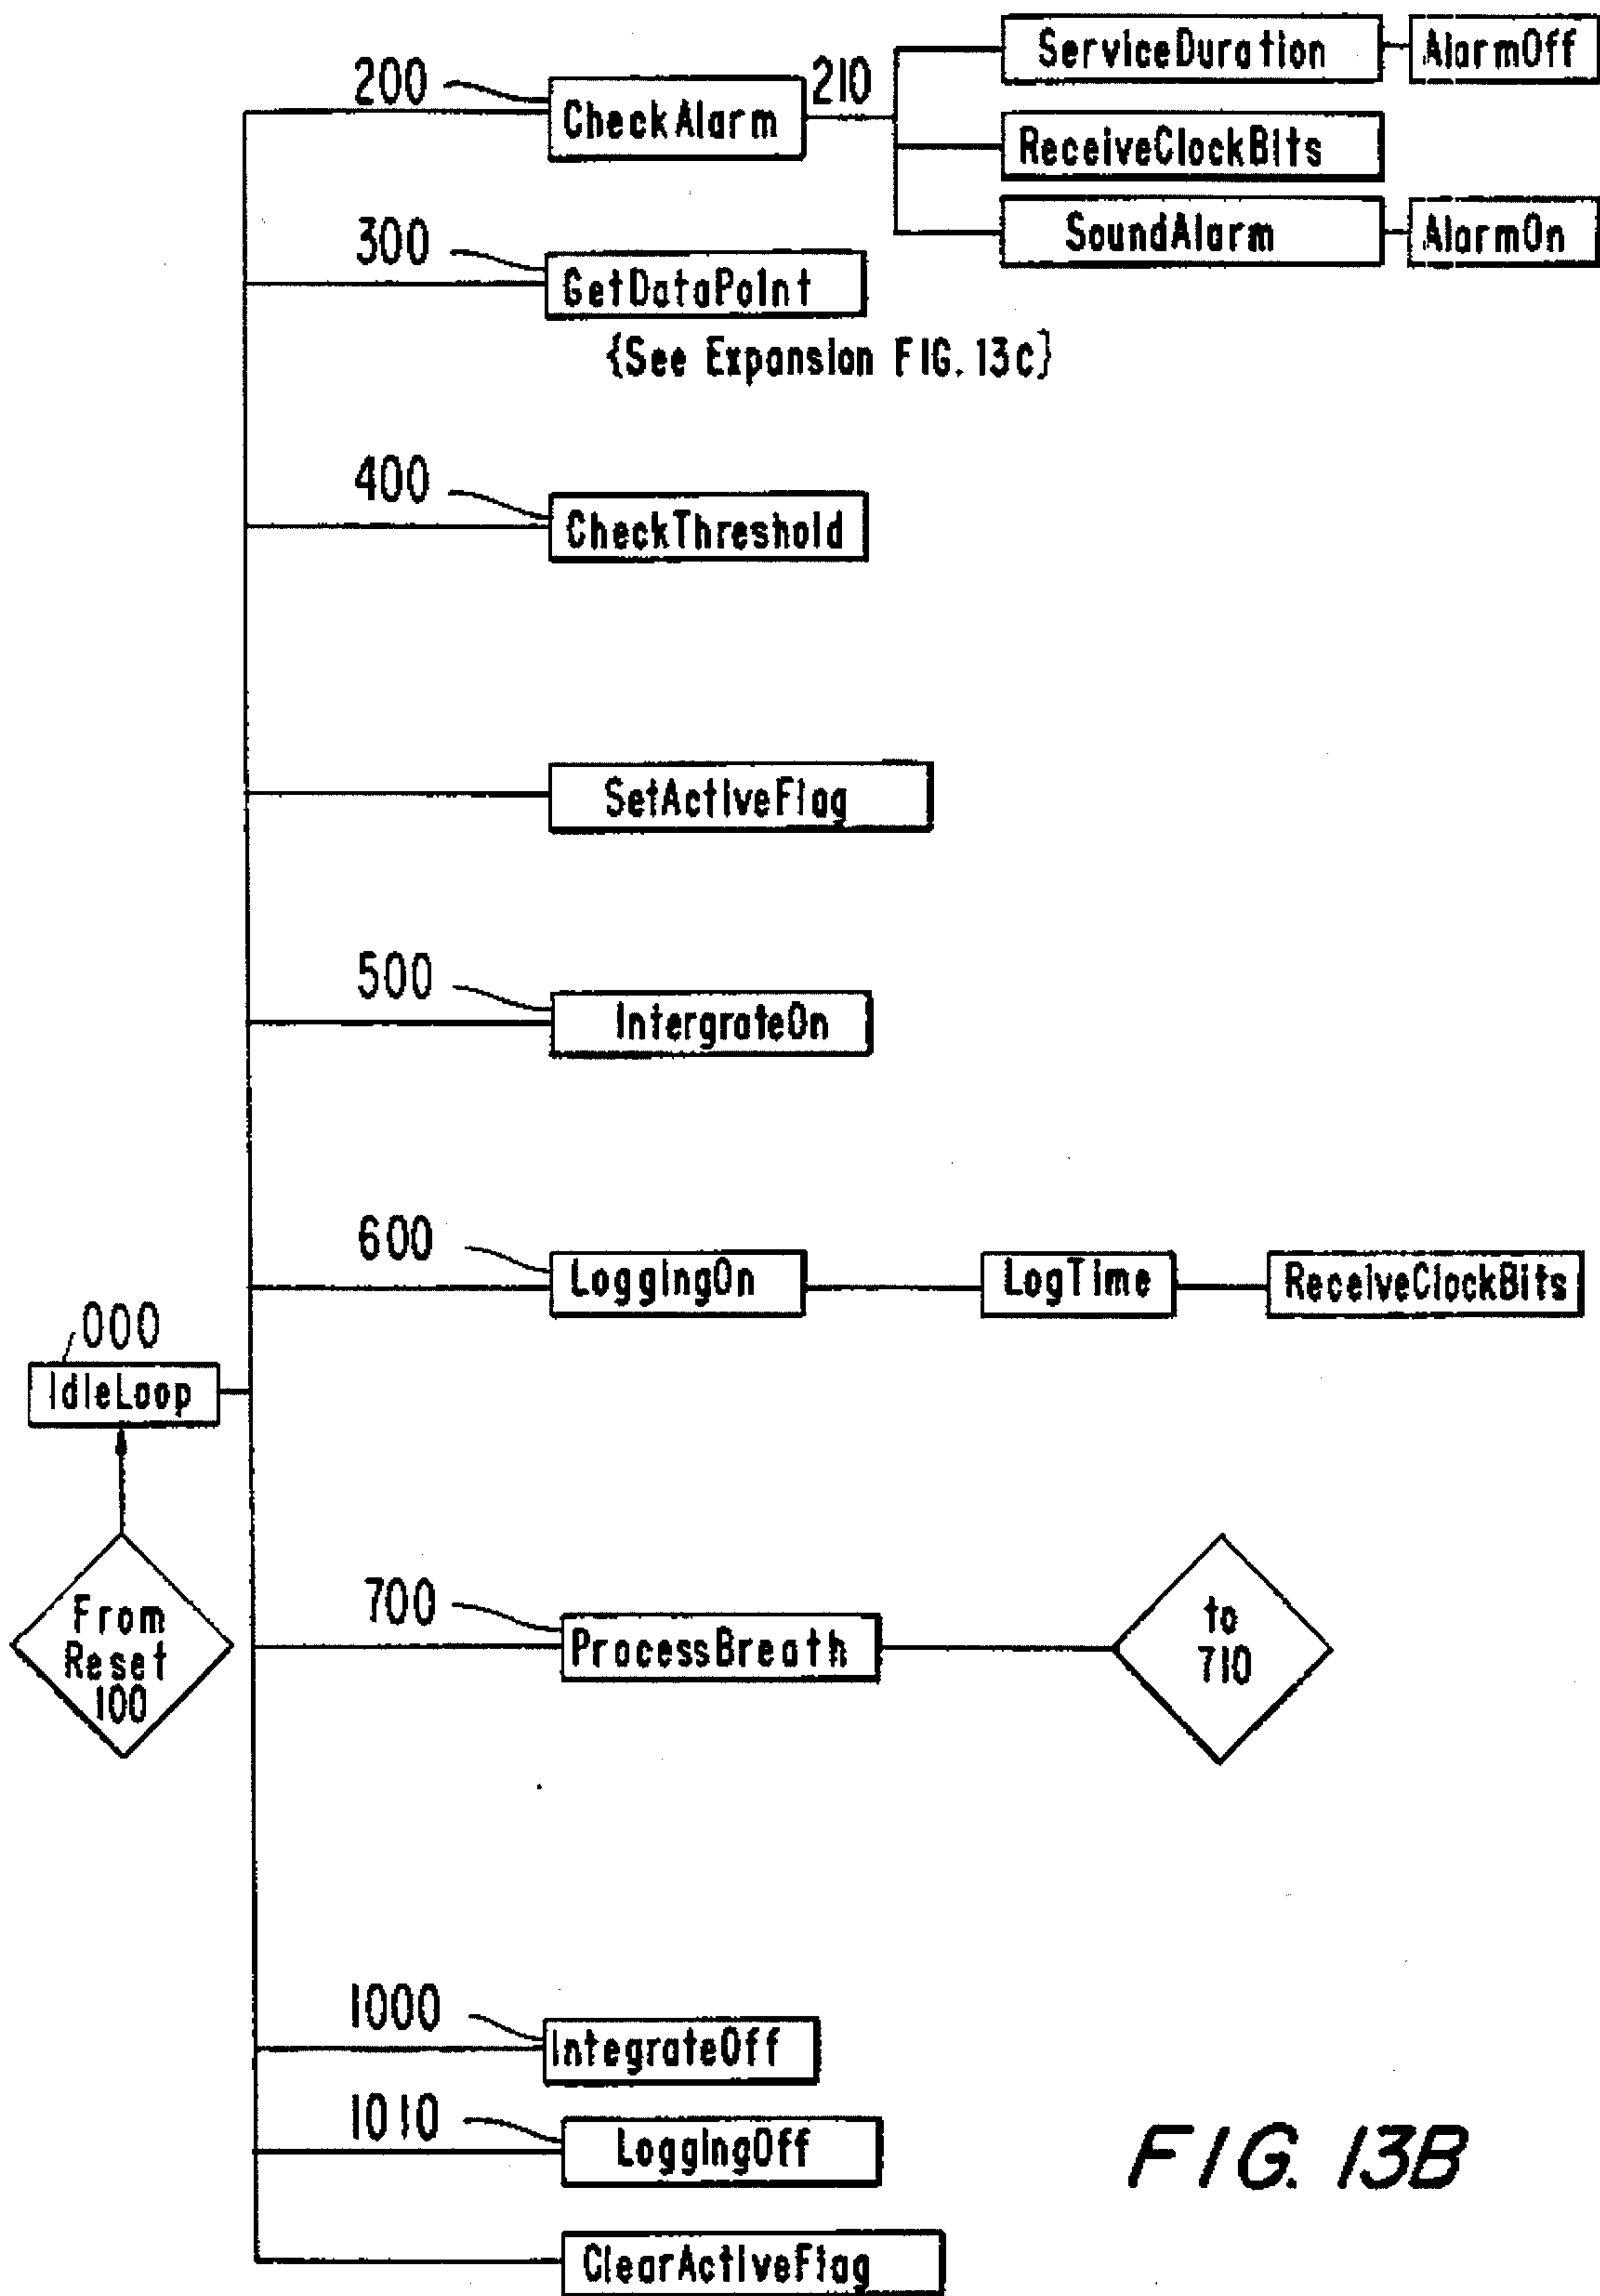 200
CheckAlarm
210
ServiceDuration
AlarmOff
ReceiveClockBits
SoundAlarm
AlarmOn
300
GetDataPoint
{See Expansion FIG. 13c}
400
CheckThreshold
SetActiveFlag
500
IntergrateOn
600
LoggingOn
LogTime
ReceiveClockBits
000
IdleLoop
From
Reset
100
700
ProcessBreath
to
710
1000
IntegrateOff
1010
LoggingOff
ClearActiveFlag
FIG. 13B